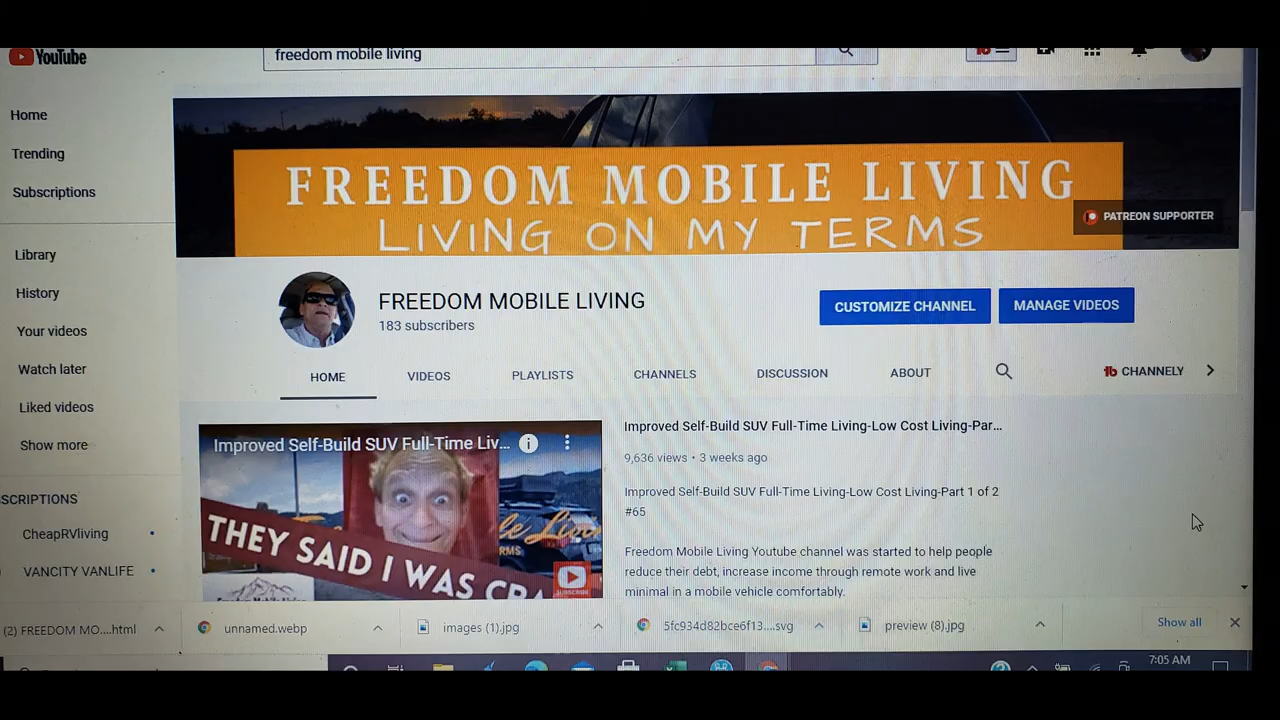 YouTube
freedom mobile living
Home
Trending
Subscriptions
Library
History
Your videos
Watch later
Liked videos
Show more
SCRIPTIONS
CheapRVliving
VANCITY VANLIFE
FREEDOM MOBILE LIVING
LIVING ON MY TERMS
PATREON SUPPORTER
FREEDOM MOBILE LIVING
183 subscribers
CUSTOMIZE CHANNEL
MANAGE VIDEOS
HOME
VIDEOS
PLAYLISTS
CHANNELS
DISCUSSION
ABOUT
CHANNELY
Improved Self-Build SUV Full-Time Liv...
THEY SAID I WAS CRA
SUBSCRIBE
Improved Self-Build SUV Full-Time Living-Low Cost Living-Par...
9,636 views • 3 weeks ago
Improved Self-Build SUV Full-Time Living-Low Cost Living-Part 1 of 2
#65
Freedom Mobile Living Youtube channel was started to help people
reduce their debt, increase income through remote work and live
minimal in a mobile vehicle comfortably.
(2) FREEDOM MO....html
unnamed.webp
images (1).jpg
5fc934d82bce6f13....svg
preview (8).jpg
Show all
7:05 AM